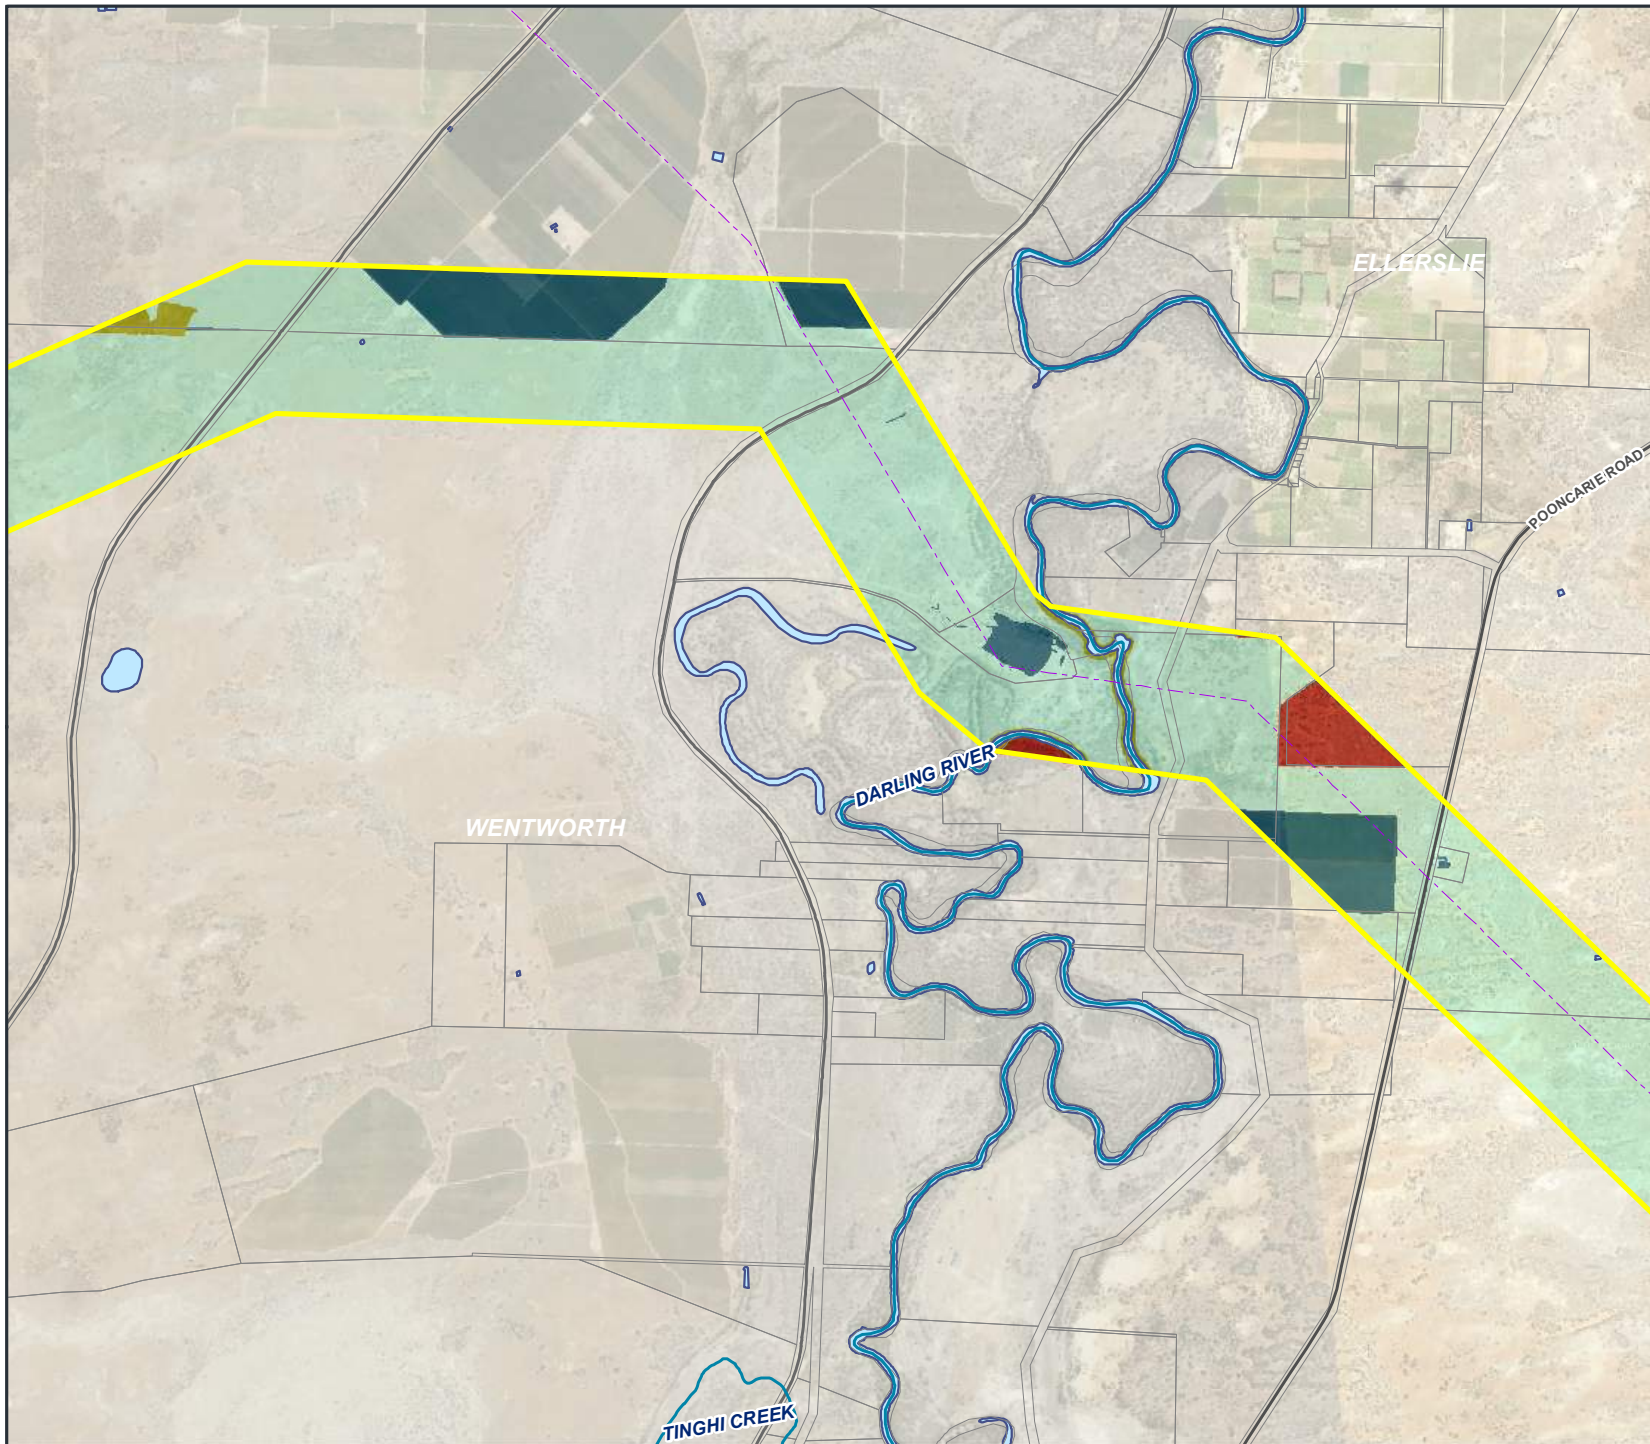 ELLERSLIE
POONCARIE ROAD
DARLING RIVER
WENTWORTH
TINGHI CREEK